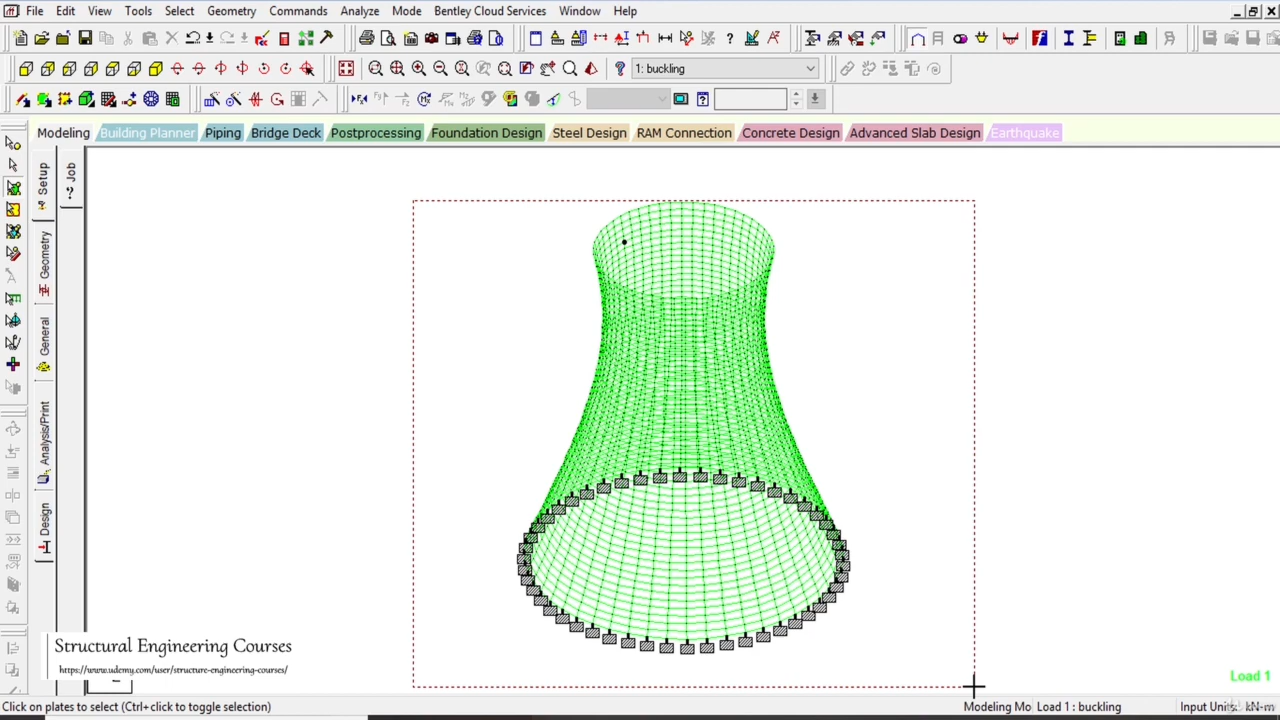 File Edit View Tools Select Geometry Commands Analyze Mode Bentley Cloud Services Window Help
1: buckling
Modeling Building Planner Piping Bridge Deck Postprocessing Foundation Design Steel Design RAM Connection Concrete Design Advanced Slab Design Earthquake
Setup
Job
Geometry
General
Analysis/Print
Design
Structural Engineering Courses
https://www.udemy.com/user/structure-engineering-courses/
Load 1
Click on plates to select (Ctrl+click to toggle selection)
Modeling Mo Load 1 : buckling Input Units: kN-m